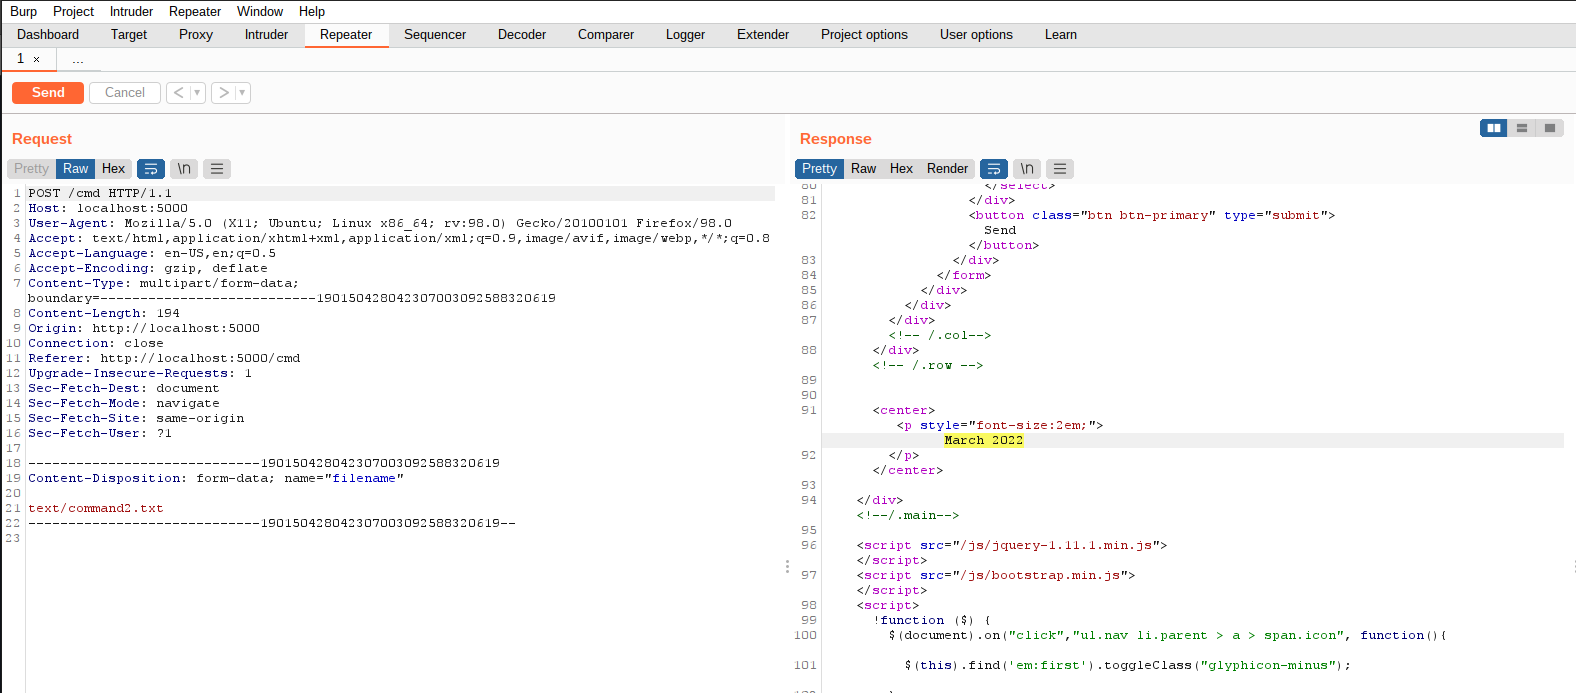 Burp Project Intruder Repeater Window Help
Dashboard Target Proxy Intruder Repeater Sequencer Decoder Comparer Logger Extender Project options User options Learn
1 × ...
Send Cancel < ▾ > ▾
Request
Pretty Raw Hex \n
1 POST /cmd HTTP/1.1
2 Host: localhost:5000
3 User-Agent: Mozilla/5.0 (X11; Ubuntu; Linux x86_64; rv:98.0) Gecko/20100101 Firefox/98.0
4 Accept: text/html,application/xhtml+xml,application/xml;q=0.9,image/avif,image/webp,*/*;q=0.8
5 Accept-Language: en-US,en;q=0.5
6 Accept-Encoding: gzip, deflate
7 Content-Type: multipart/form-data;
boundary=---------------------------190150428042307003092588320619
8 Content-Length: 194
9 Origin: http://localhost:5000
10 Connection: close
11 Referer: http://localhost:5000/cmd
12 Upgrade-Insecure-Requests: 1
13 Sec-Fetch-Dest: document
14 Sec-Fetch-Mode: navigate
15 Sec-Fetch-Site: same-origin
16 Sec-Fetch-User: ?1
17
18 -----------------------------190150428042307003092588320619
19 Content-Disposition: form-data; name="filename"
20
21 text/command2.txt
22 -----------------------------190150428042307003092588320619--
23
Response
Pretty Raw Hex Render \n
80 </select>
81 </div>
82 <button class="btn btn-primary" type="submit">
Send
</button>
83 </div>
84 </form>
85 </div>
86 </div>
87 </div>
<!-- /.col-->
88 </div>
<!-- /.row -->
89
90
91 <center>
<p style="font-size:2em;">
March 2022
92 </p>
</center>
93
94 </div>
<!--/.main-->
95
96 <script src="/js/jquery-1.11.1.min.js">
</script>
97 <script src="/js/bootstrap.min.js">
</script>
98 <script>
99 !function ($) {
100 $(document).on("click","ul.nav li.parent > a > span.icon", function(){
101 $(this).find('em:first').toggleClass("glyphicon-minus");